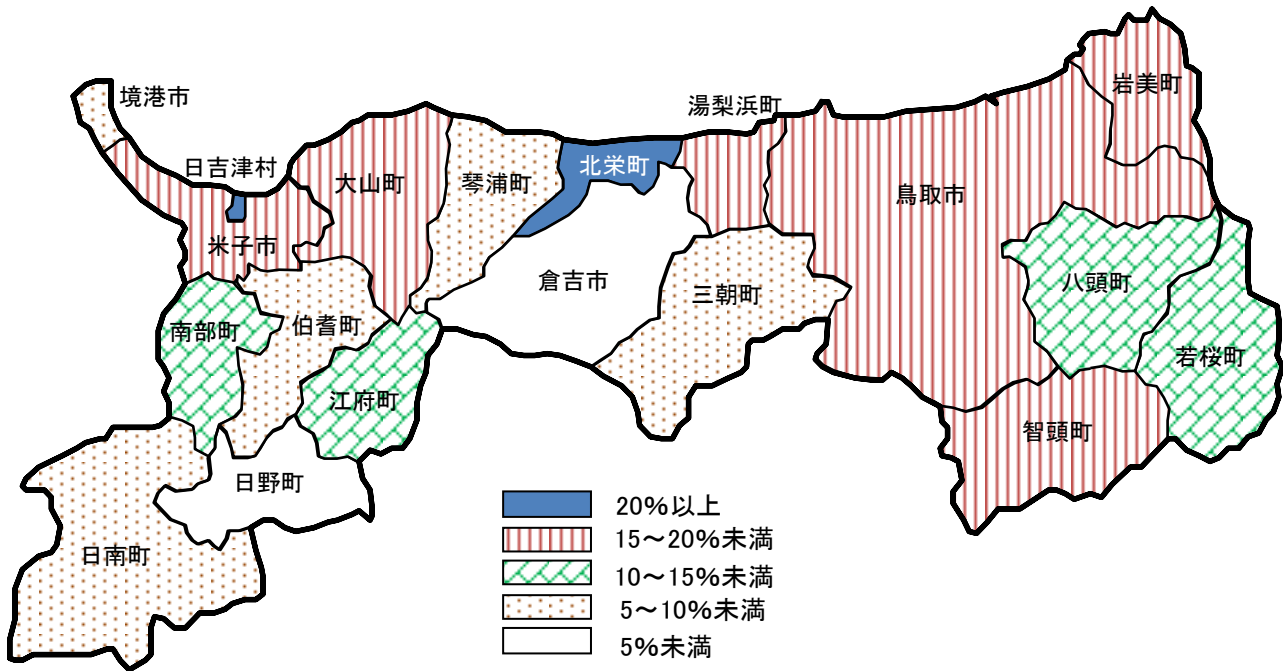 岩美町
境港市
湯梨浜町
日吉津村
北栄町
大山町
琴浦町
鳥取市
米子市
倉吉市
八頭町
三朝町
南部町
伯耆町
若桜町
江府町
智頭町
日野町
日南町
20%以上
15~20%未満
10~15%未満
5~10%未満
5%未満